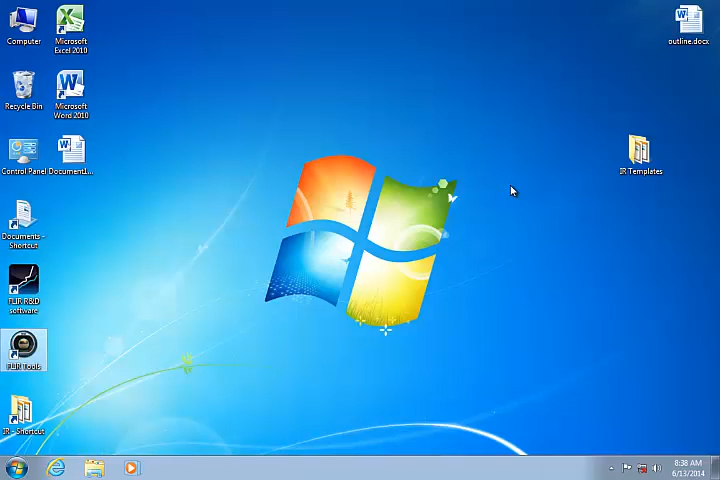 Computer
Microsoft
Excel 2010
outline.docx
Recycle Bin
Microsoft
Word 2010
Control Panel
Document1...
IR Templates
Documents -
Shortcut
FLIR R&D
software
FLIR Tools
IR - Shortcut
8:38 AM
6/13/2014